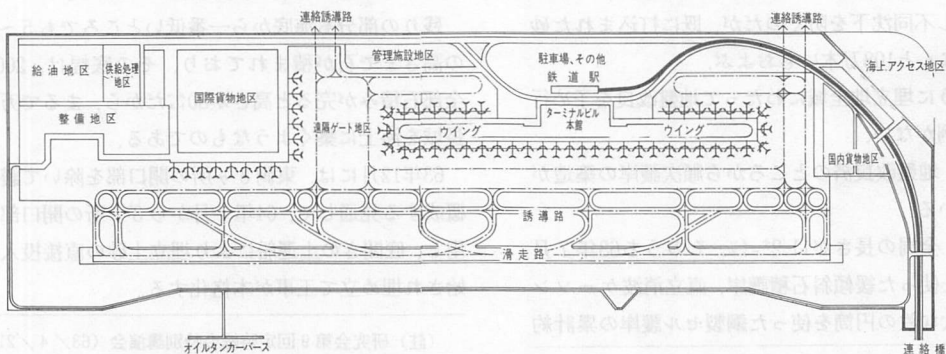 連絡誘導路
連絡誘導路
給油地区
供給処理
地区
整備地区
国際貨物地区
管理施設地区
遠隔ゲート地区
駐車場、その他
鉄道駅
ターミナルビル
本館
ウイング
ウイング
海上アクセス地区
国内貨物地区
誘導路
滑走路
オイルタンカーバース
連絡橋